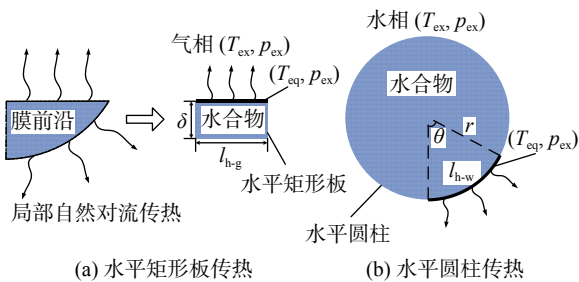 气相 (Tex, pex)
(Teq, pex)
膜前沿
δ
水合物
lh-g
水平矩形板
局部自然对流传热
(a) 水平矩形板传热
水相 (Tex, pex)
水合物
θ
r
(Teq, pex)
lh-w
水平圆柱
(b) 水平圆柱传热